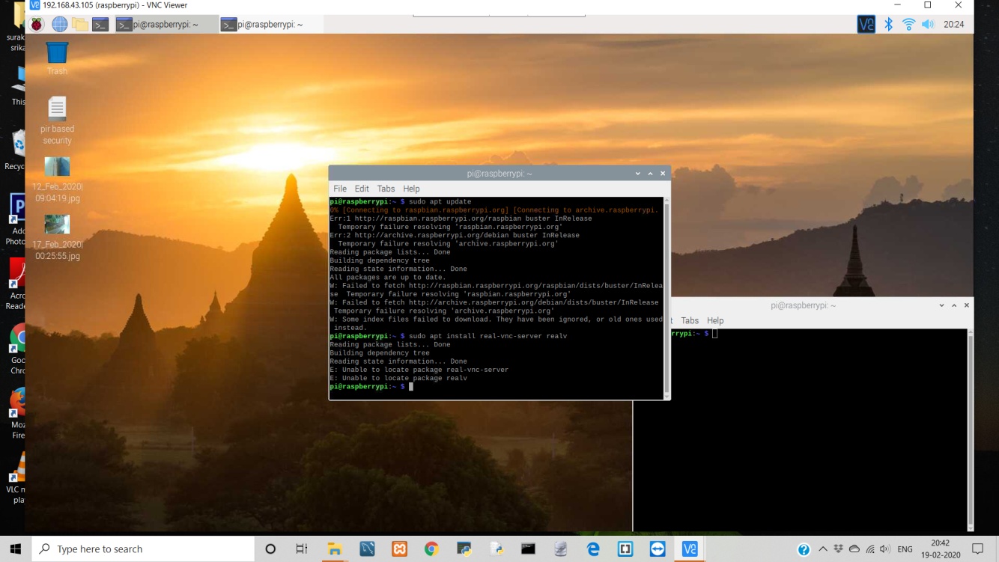 192.168.43.105 (raspberrypi) - VNC Viewer
pi@raspberrypi: ~
pi@raspberrypi: ~
20:24
Trash
pir based
security
12_Feb_2020|
09:04:19.jpg
17_Feb_2020|
00:25:55.jpg
surak
srika
This
Recyc
Ado
Photo
Acro
Reade
Goo
Chro
Moz
Fire
VLC m
pla
pi@raspberrypi: ~
File Edit Tabs Help
pi@raspberrypi:~ $ sudo apt update
0% [Connecting to raspbian.raspberrypi.org] [Connecting to archive.raspberrypi.
Err:1 http://raspbian.raspberrypi.org/raspbian buster InRelease
Temporary failure resolving 'raspbian.raspberrypi.org'
Err:2 http://archive.raspberrypi.org/debian buster InRelease
Temporary failure resolving 'archive.raspberrypi.org'
Reading package lists... Done
Building dependency tree
Reading state information... Done
All packages are up to date.
W: Failed to fetch http://raspbian.raspberrypi.org/raspbian/dists/buster/InRelea
se Temporary failure resolving 'raspbian.raspberrypi.org'
W: Failed to fetch http://archive.raspberrypi.org/debian/dists/buster/InRelease
Temporary failure resolving 'archive.raspberrypi.org'
W: Some index files failed to download. They have been ignored, or old ones used
instead.
pi@raspberrypi:~ $ sudo apt install real-vnc-server realv
Reading package lists... Done
Building dependency tree
Reading state information... Done
E: Unable to locate package real-vnc-server
E: Unable to locate package realv
pi@raspberrypi:~ $
pi@raspberrypi: ~
t Tabs Help
rrypi:~ $
Type here to search
ENG
20:42
19-02-2020